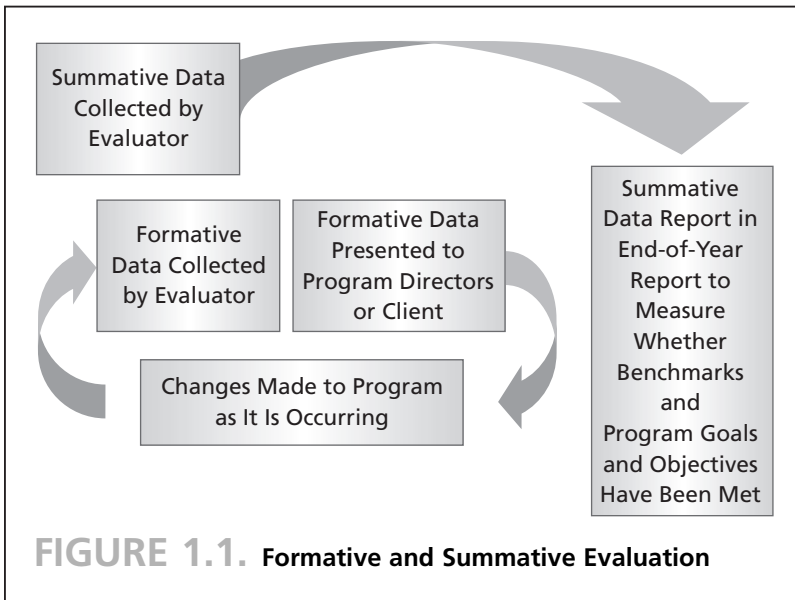 Summative Data
Collected by
Evaluator
Formative
Data Collected
by Evaluator
Formative Data
Presented to
Program Directors
or Client
Changes Made to Program
as It Is Occurring
Summative
Data Report in
End-of-Year
Report to
Measure
Whether
Benchmarks
and
Program Goals
and Objectives
Have Been Met
FIGURE 1.1. Formative and Summative Evaluation